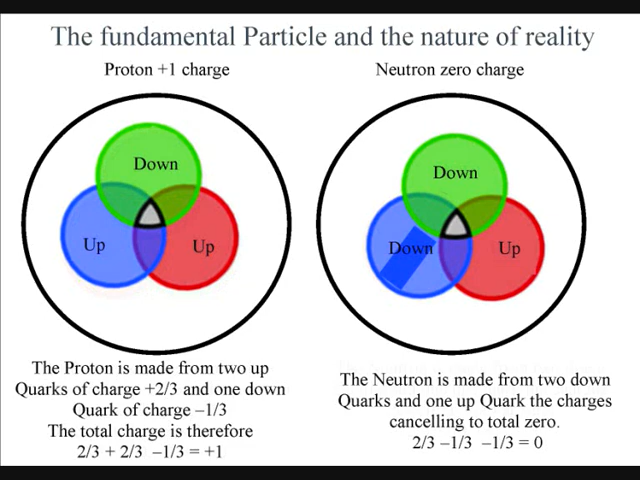 The fundamental Particle and the nature of reality
Proton +1 charge
Down
Up
Up
The Proton is made from two up
Quarks of charge +2/3 and one down
Quark of charge –1/3
The total charge is therefore
2/3 + 2/3 –1/3 = +1
Neutron zero charge
Down
Down
Up
The Neutron is made from two down
Quarks and one up Quark the charges
cancelling to total zero.
2/3 –1/3 –1/3 = 0